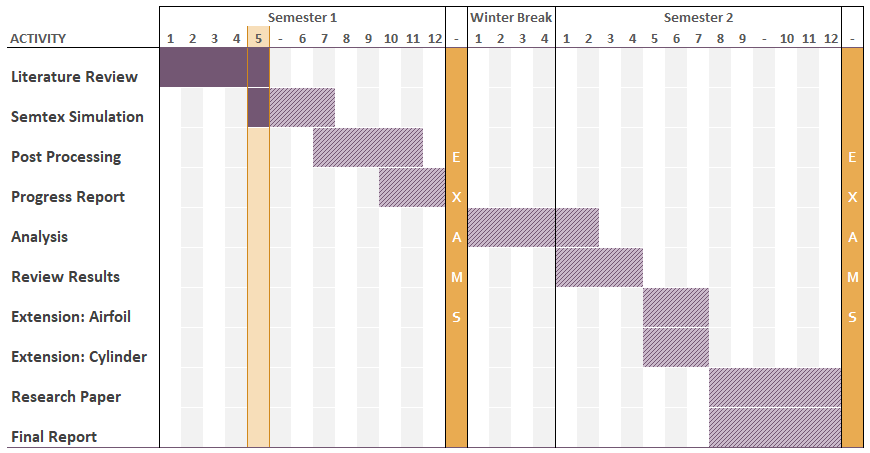 Semester 1 Winter Break Semester 2
ACTIVITY 1 2 3 4 5 - 6 7 8 9 10 11 12 - 1 2 3 4 1 2 3 4 5 6 7 8 9 - 10 11 12 -
Literature Review
Semtex Simulation
Post Processing E E
Progress Report X X
Analysis A A
Review Results M M
Extension: Airfoil S S
Extension: Cylinder
Research Paper
Final Report